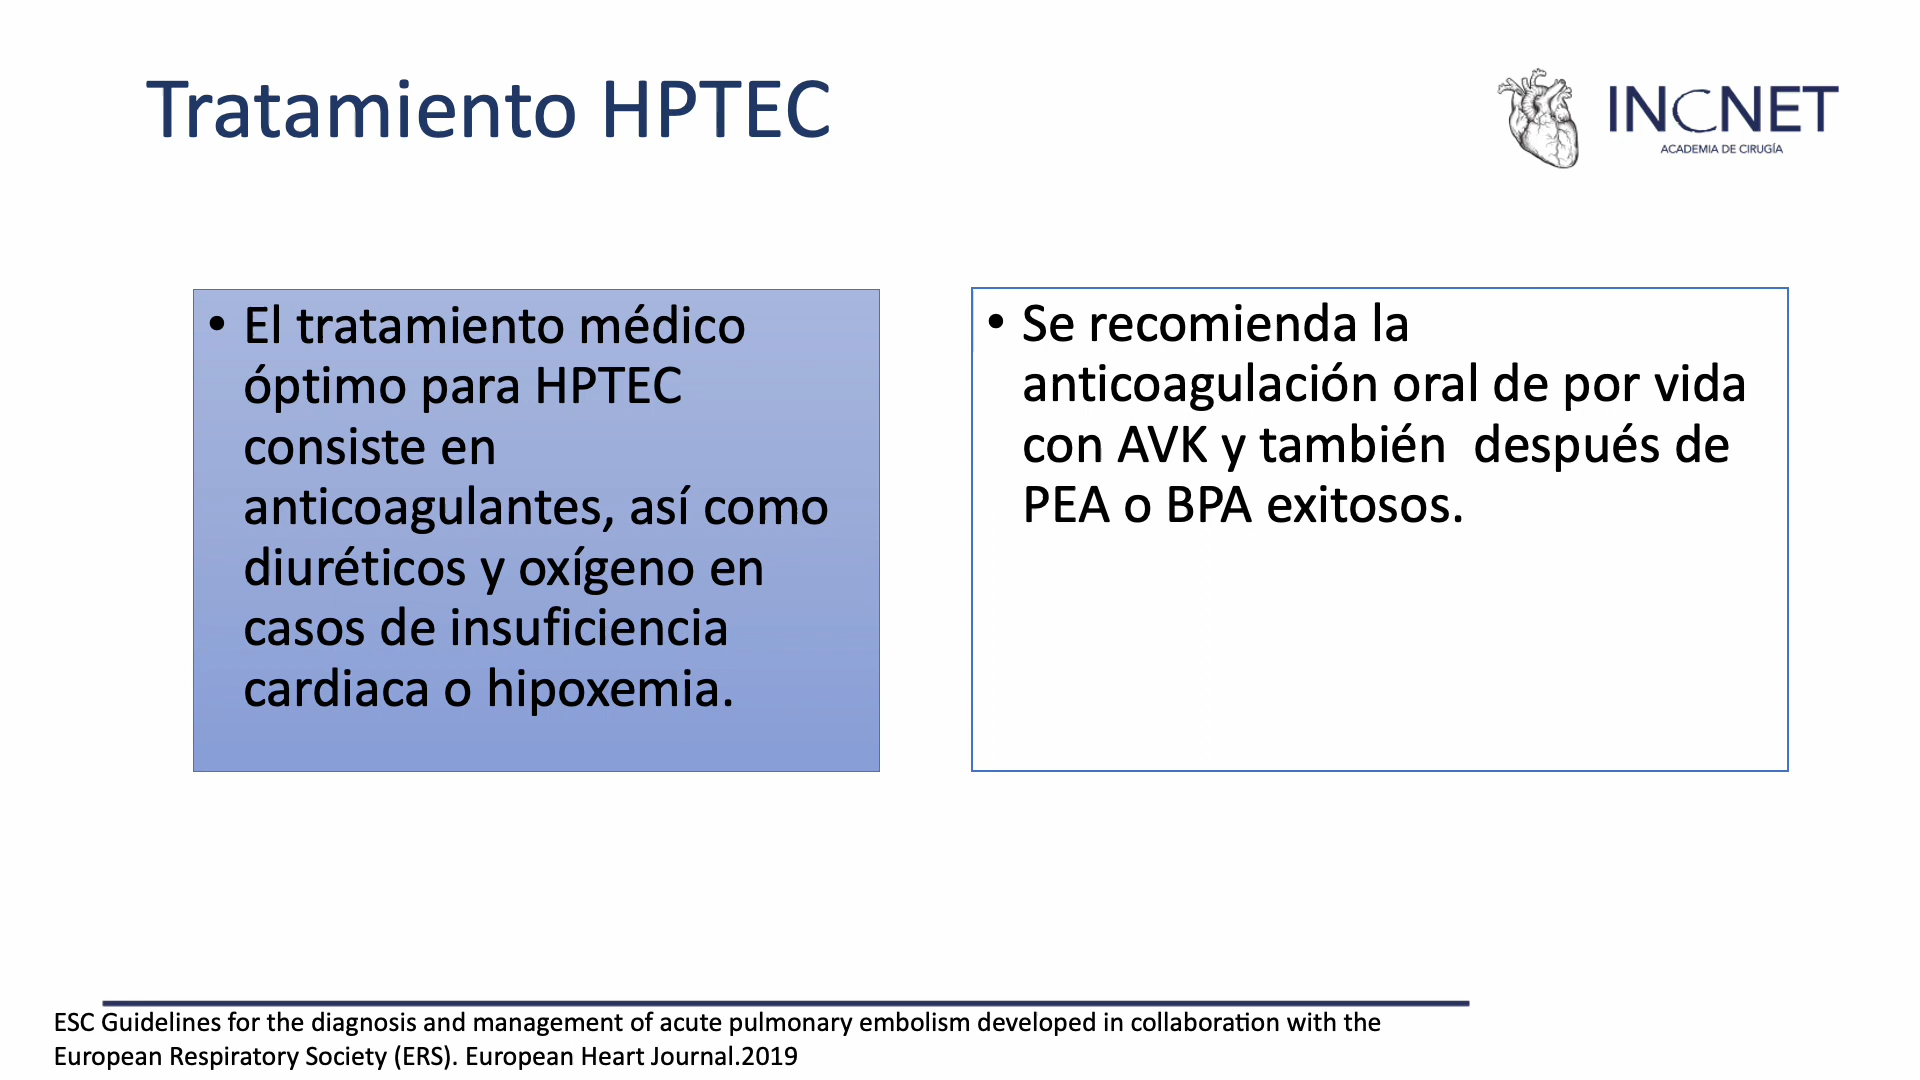 Tratamiento HPTEC
INCNET
ACADEMIA DE CIRUGÍA
• El tratamiento médico
óptimo para HPTEC
consiste en
anticoagulantes, así como
diuréticos y oxígeno en
casos de insuficiencia
cardiaca o hipoxemia.
• Se recomienda la
anticoagulación oral de por vida
con AVK y también  después de
PEA o BPA exitosos.
ESC Guidelines for the diagnosis and management of acute pulmonary embolism developed in collaboration with the
European Respiratory Society (ERS). European Heart Journal.2019